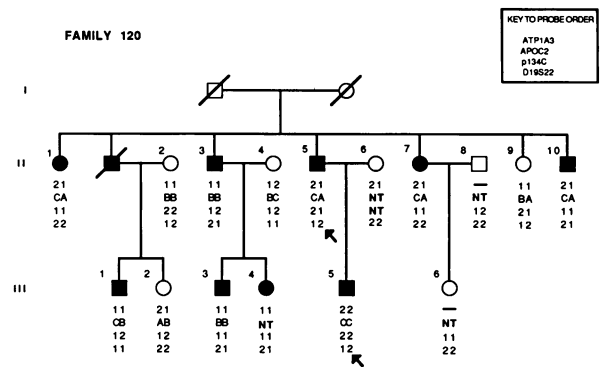 FAMILY 120
KEY TO PROBE ORDER
ATP1A3
APOC2
p134C
D19S22
I
1 2 3 4 5 6 7 8 9 10
II
21 11 11 12 21 21 21 — 11 21
CA BB BB BC CA NT CA NT BA CA
11 22 12 12 21 NT 11 12 21 11
22 12 21 11 12 22 22 22 12 21
1 2 3 4 5 6
III
11 21 11 11 22 —
CB AB BB NT CC NT
12 12 11 11 22 11
11 22 21 21 12 22